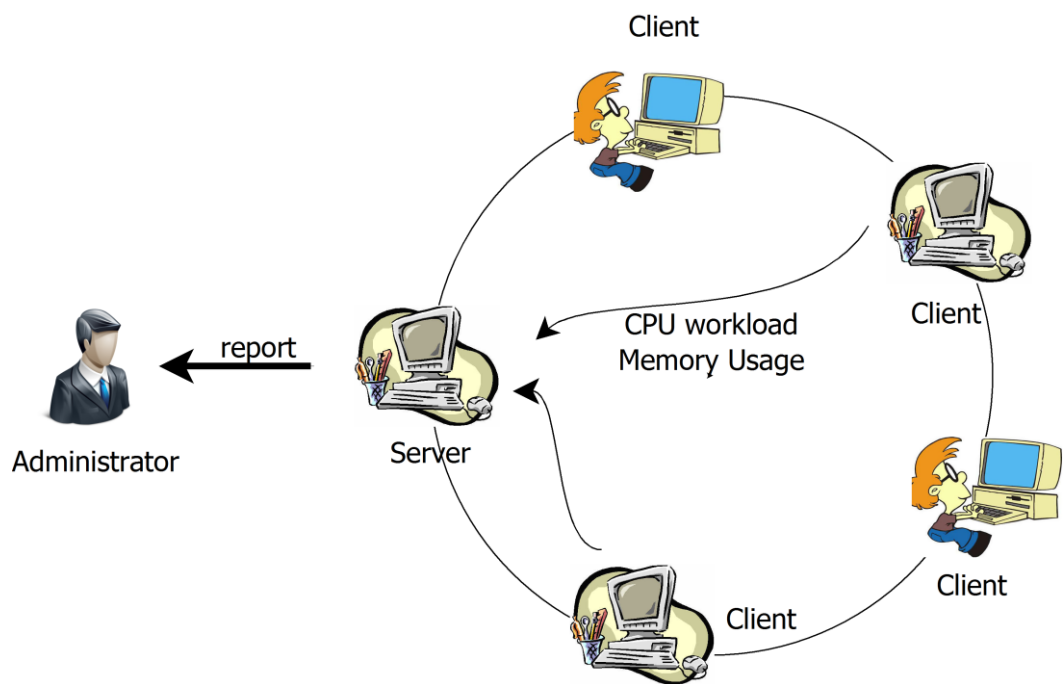 Client
Client
CPU workload
Memory Usage
report
Server
Administrator
Client
Client